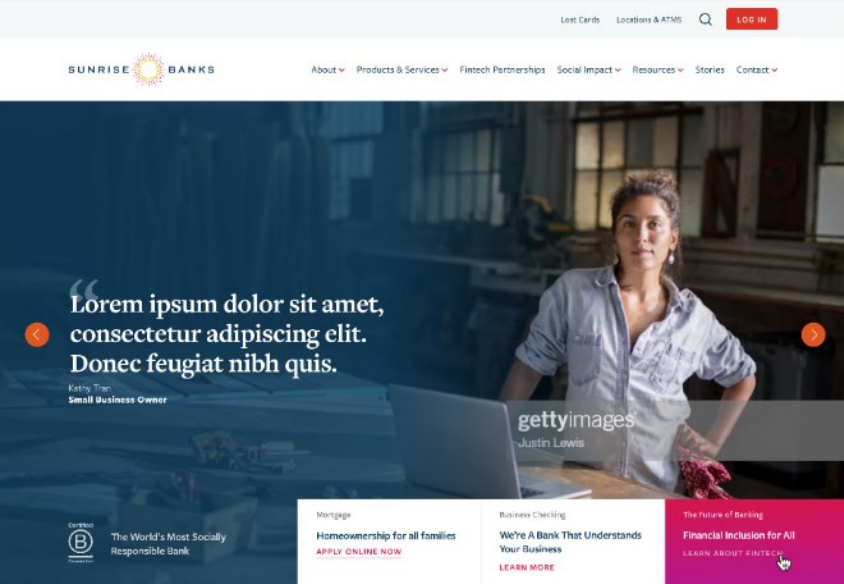 Lost Cards Locations & ATMS LOG IN
SUNRISE BANKS
About Products & Services Fintech Partnerships Social Impact Resources Stories Contact
“
Lorem ipsum dolor sit amet,
consectetur adipiscing elit.
Donec feugiat nibh quis.
Kathy Tran
Small Business Owner
gettyimages®
Justin Lewis
Certified
B
Corporation
The World's Most Socially
Responsible Bank
Mortgage
Homeownership for all families
APPLY ONLINE NOW
Business Checking
We're A Bank That Understands
Your Business
LEARN MORE
The Future of Banking
Financial Inclusion for All
LEARN ABOUT FINTECH